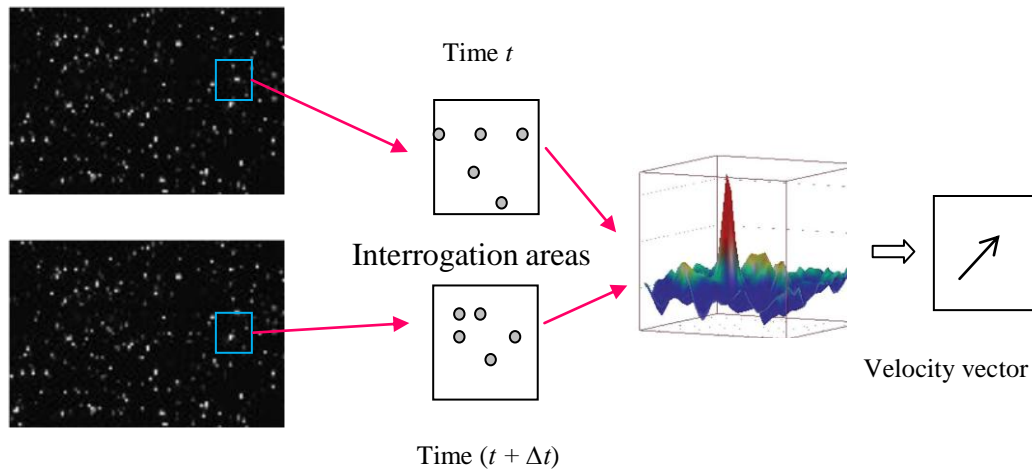 Time t
Interrogation areas
Velocity vector
Time (t + Δt)